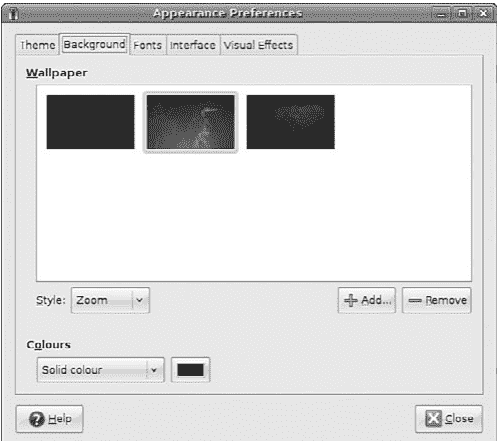 Appearance Preferences
Theme Background Fonts Interface Visual Effects
Wallpaper
Style: Zoom Add... Remove
Colours
Solid colour
Help Close